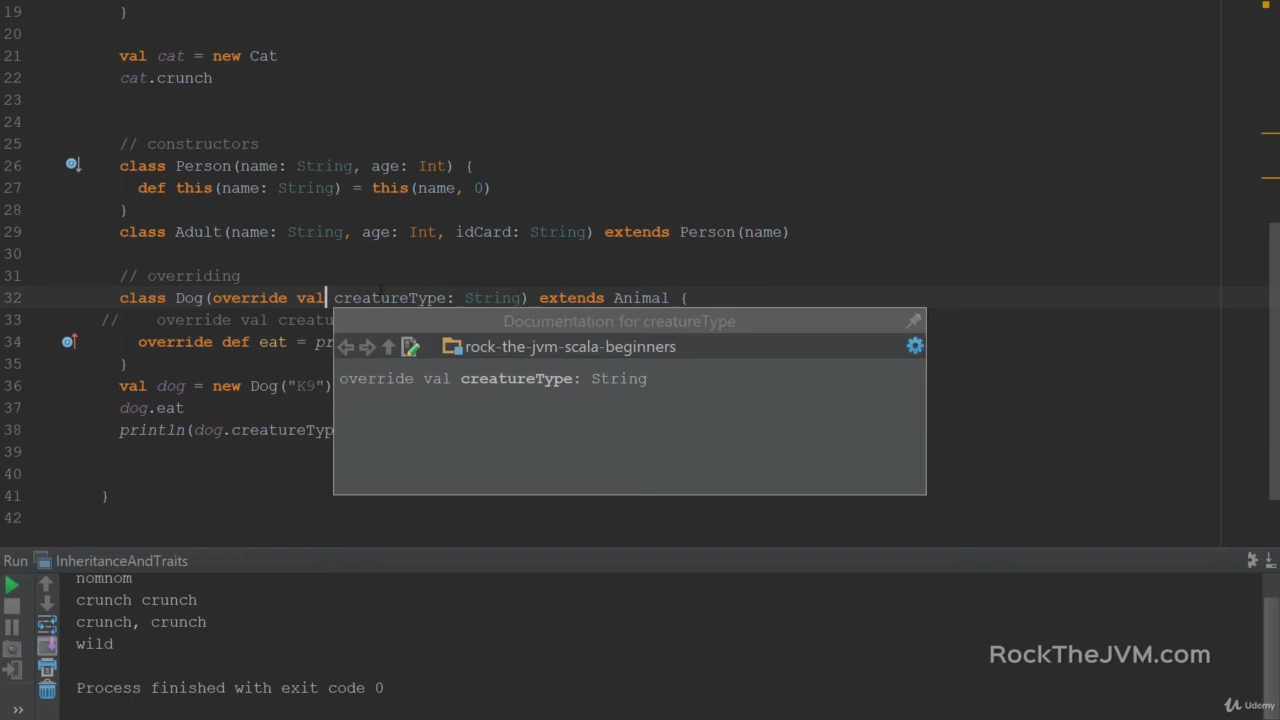 19 }
20
21 val cat = new Cat
22 cat.crunch
23
24
25 // constructors
26 class Person(name: String, age: Int) {
27 def this(name: String) = this(name, 0)
28 }
29 class Adult(name: String, age: Int, idCard: String) extends Person(name)
30
31 // overriding
32 class Dog(override val creatureType: String) extends Animal {
33 // override val creatu
Documentation for creatureType
34 override def eat = pr
rock-the-jvm-scala-beginners
35 }
override val creatureType: String
36 val dog = new Dog("K9")
37 dog.eat
38 println(dog.creatureTyp
39
40
41 }
42
Run InheritanceAndTraits
nomnom
crunch crunch
crunch, crunch
wild
Process finished with exit code 0
RockTheJVM.com
Udemy